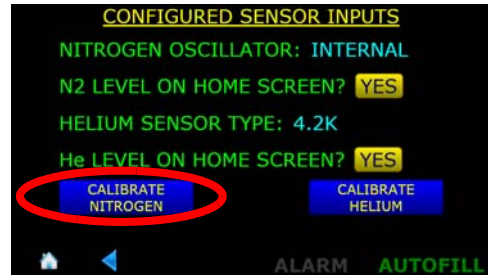 CONFIGURED SENSOR INPUTS
NITROGEN OSCILLATOR: INTERNAL
N2 LEVEL ON HOME SCREEN? YES
HELIUM SENSOR TYPE: 4.2K
He LEVEL ON HOME SCREEN? YES
CALIBRATE
NITROGEN
CALIBRATE
HELIUM
ALARM AUTOFILL